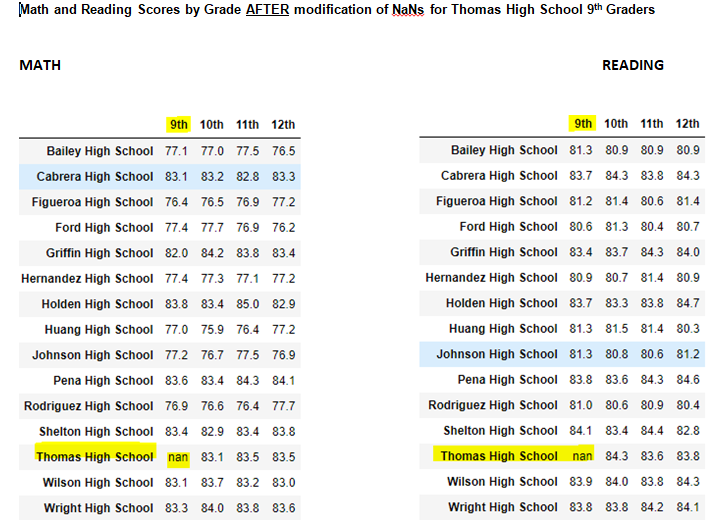 Math and Reading Scores by Grade AFTER modification of NaNs for Thomas High School 9th Graders
MATH
9th 10th 11th 12th
Bailey High School 77.1 77.0 77.5 76.5
Cabrera High School 83.1 83.2 82.8 83.3
Figueroa High School 76.4 76.5 76.9 77.2
Ford High School 77.4 77.7 76.9 76.2
Griffin High School 82.0 84.2 83.8 83.4
Hernandez High School 77.4 77.3 77.1 77.2
Holden High School 83.8 83.4 85.0 82.9
Huang High School 77.0 75.9 76.4 77.2
Johnson High School 77.2 76.7 77.5 76.9
Pena High School 83.6 83.4 84.3 84.1
Rodriguez High School 76.9 76.6 76.4 77.7
Shelton High School 83.4 82.9 83.4 83.8
Thomas High School nan 83.1 83.5 83.5
Wilson High School 83.1 83.7 83.2 83.0
Wright High School 83.3 84.0 83.8 83.6
READING
9th 10th 11th 12th
Bailey High School 81.3 80.9 80.9 80.9
Cabrera High School 83.7 84.3 83.8 84.3
Figueroa High School 81.2 81.4 80.6 81.4
Ford High School 80.6 81.3 80.4 80.7
Griffin High School 83.4 83.7 84.3 84.0
Hernandez High School 80.9 80.7 81.4 80.9
Holden High School 83.7 83.3 83.8 84.7
Huang High School 81.3 81.5 81.4 80.3
Johnson High School 81.3 80.8 80.6 81.2
Pena High School 83.8 83.6 84.3 84.6
Rodriguez High School 81.0 80.6 80.9 80.4
Shelton High School 84.1 83.4 84.4 82.8
Thomas High School nan 84.3 83.6 83.8
Wilson High School 83.9 84.0 83.8 84.3
Wright High School 83.8 83.8 84.2 84.1